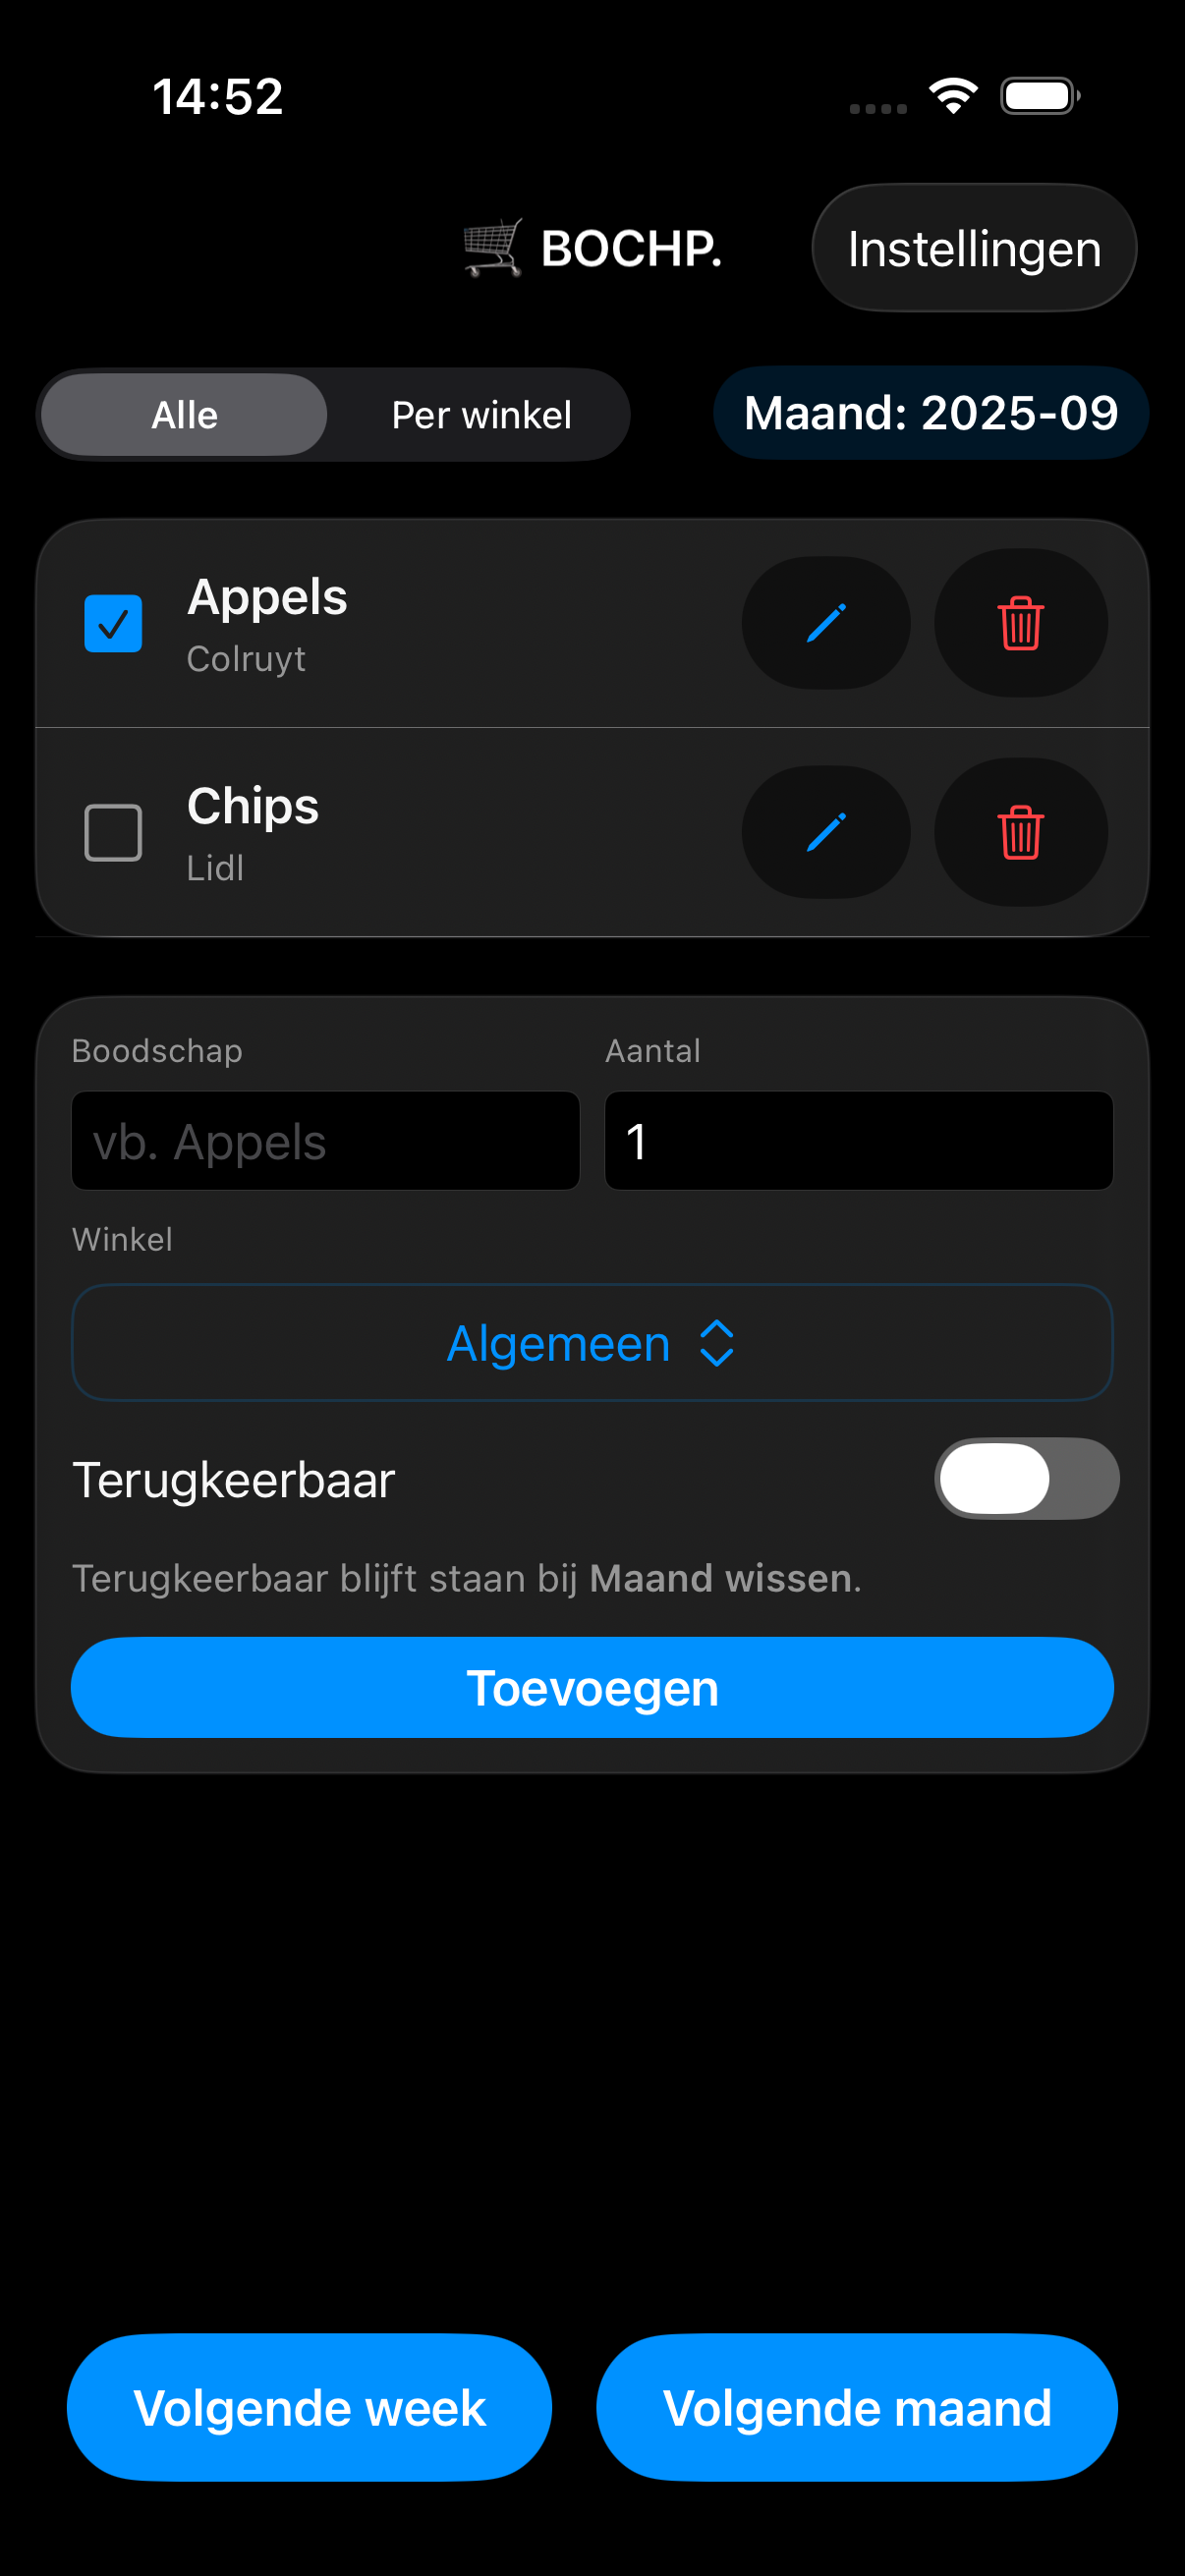 14:52
BOCHP.
Instellingen
Alle
Per winkel
Maand: 2025-09
Appels
Colruyt
Chips
Lidl
Boodschap
Aantal
vb. Appels
1
Winkel
Algemeen
Terugkeerbaar
Terugkeerbaar blijft staan bij Maand wissen.
Toevoegen
Volgende week
Volgende maand